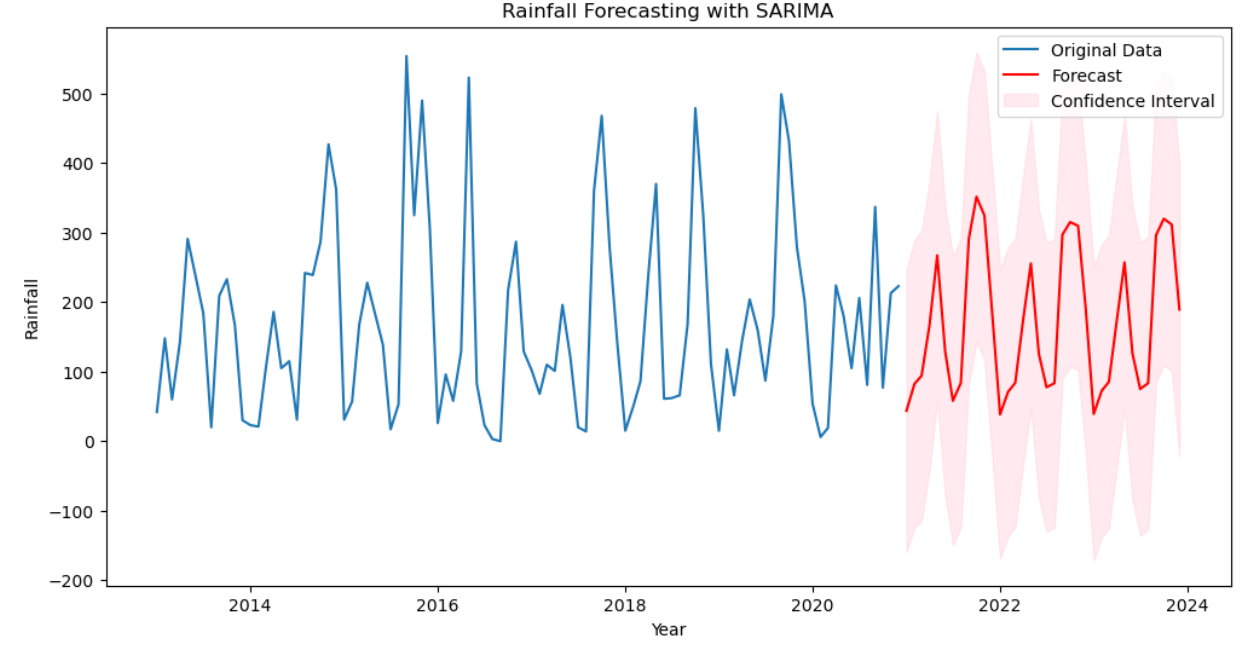 Rainfall Forecasting with SARIMA
Original Data
Forecast
Confidence Interval
500
400
300
200
100
0
−100
−200
Rainfall
2014 2016 2018 2020 2022 2024
Year